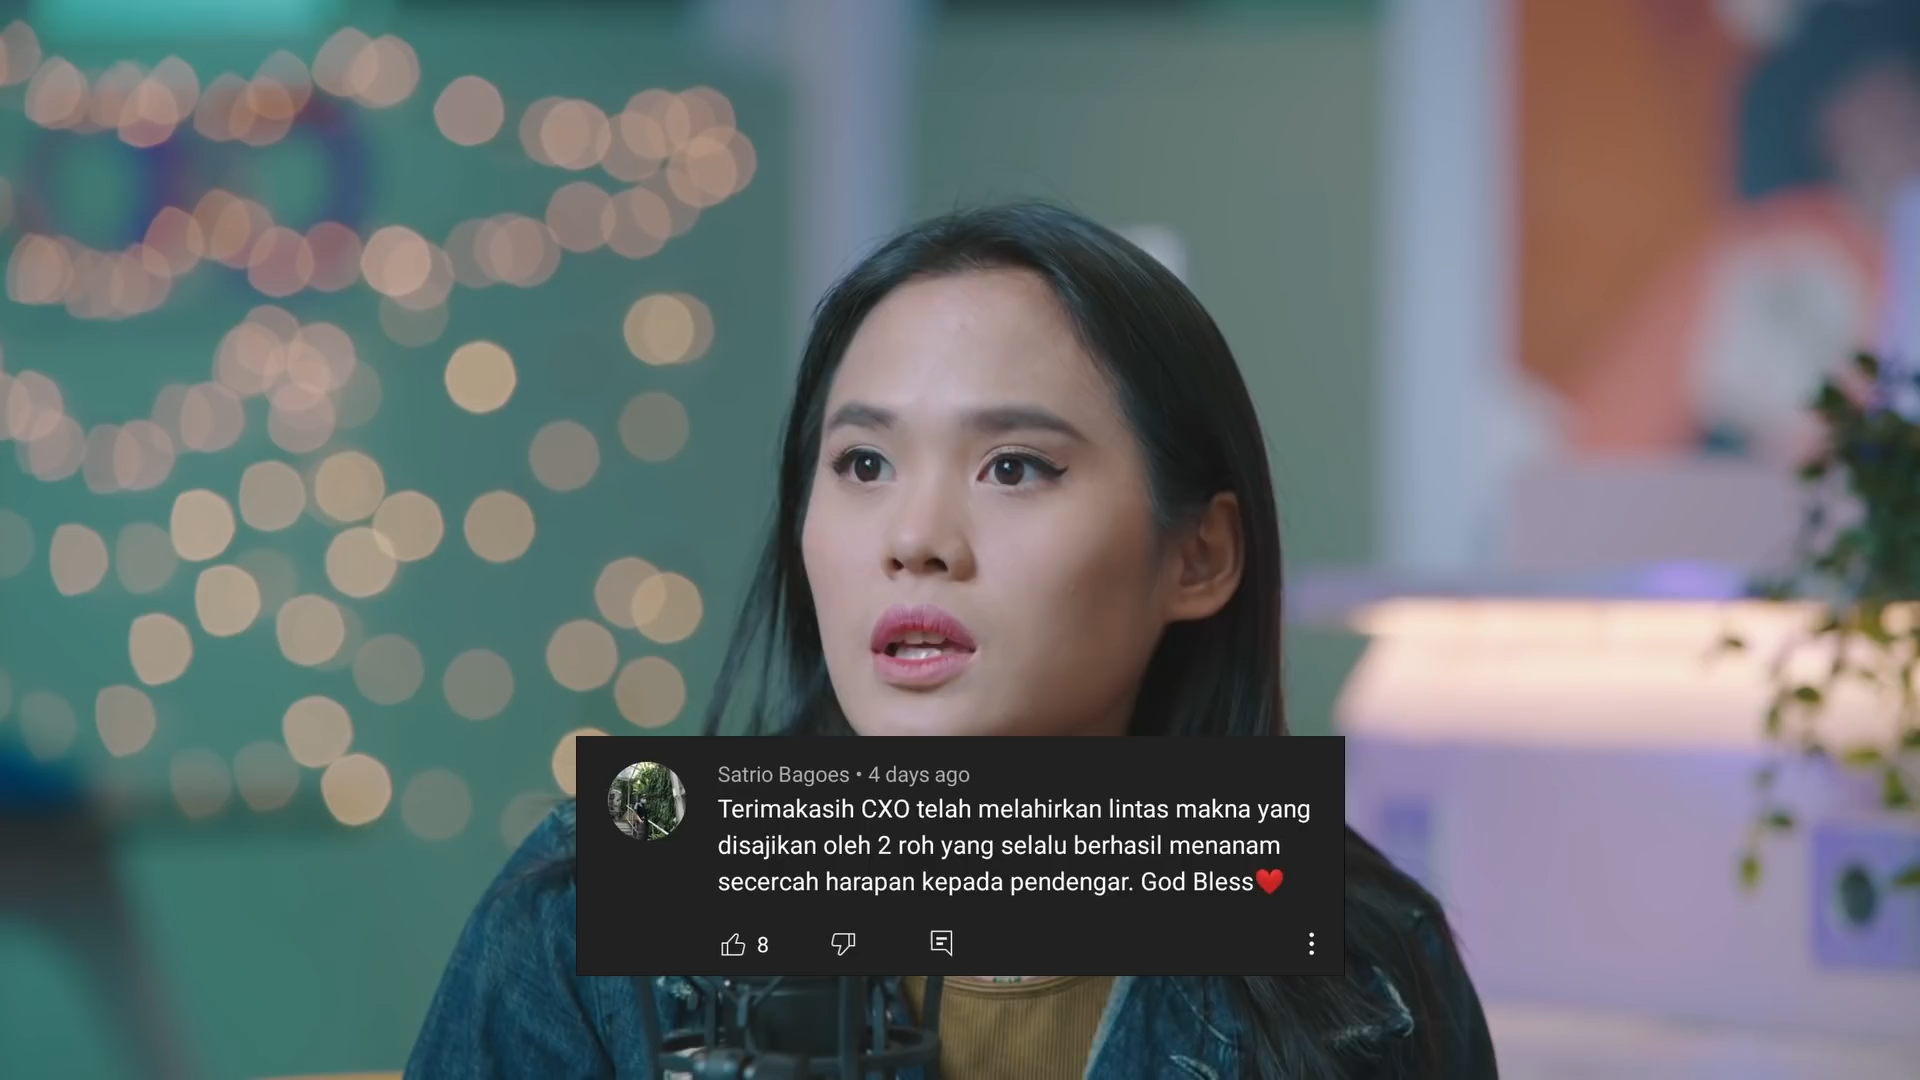 Satrio Bagoes • 4 days ago
Terimakasih CXO telah melahirkan lintas makna yang
disajikan oleh 2 roh yang selalu berhasil menanam
secercah harapan kepada pendengar. God Bless❤️
8